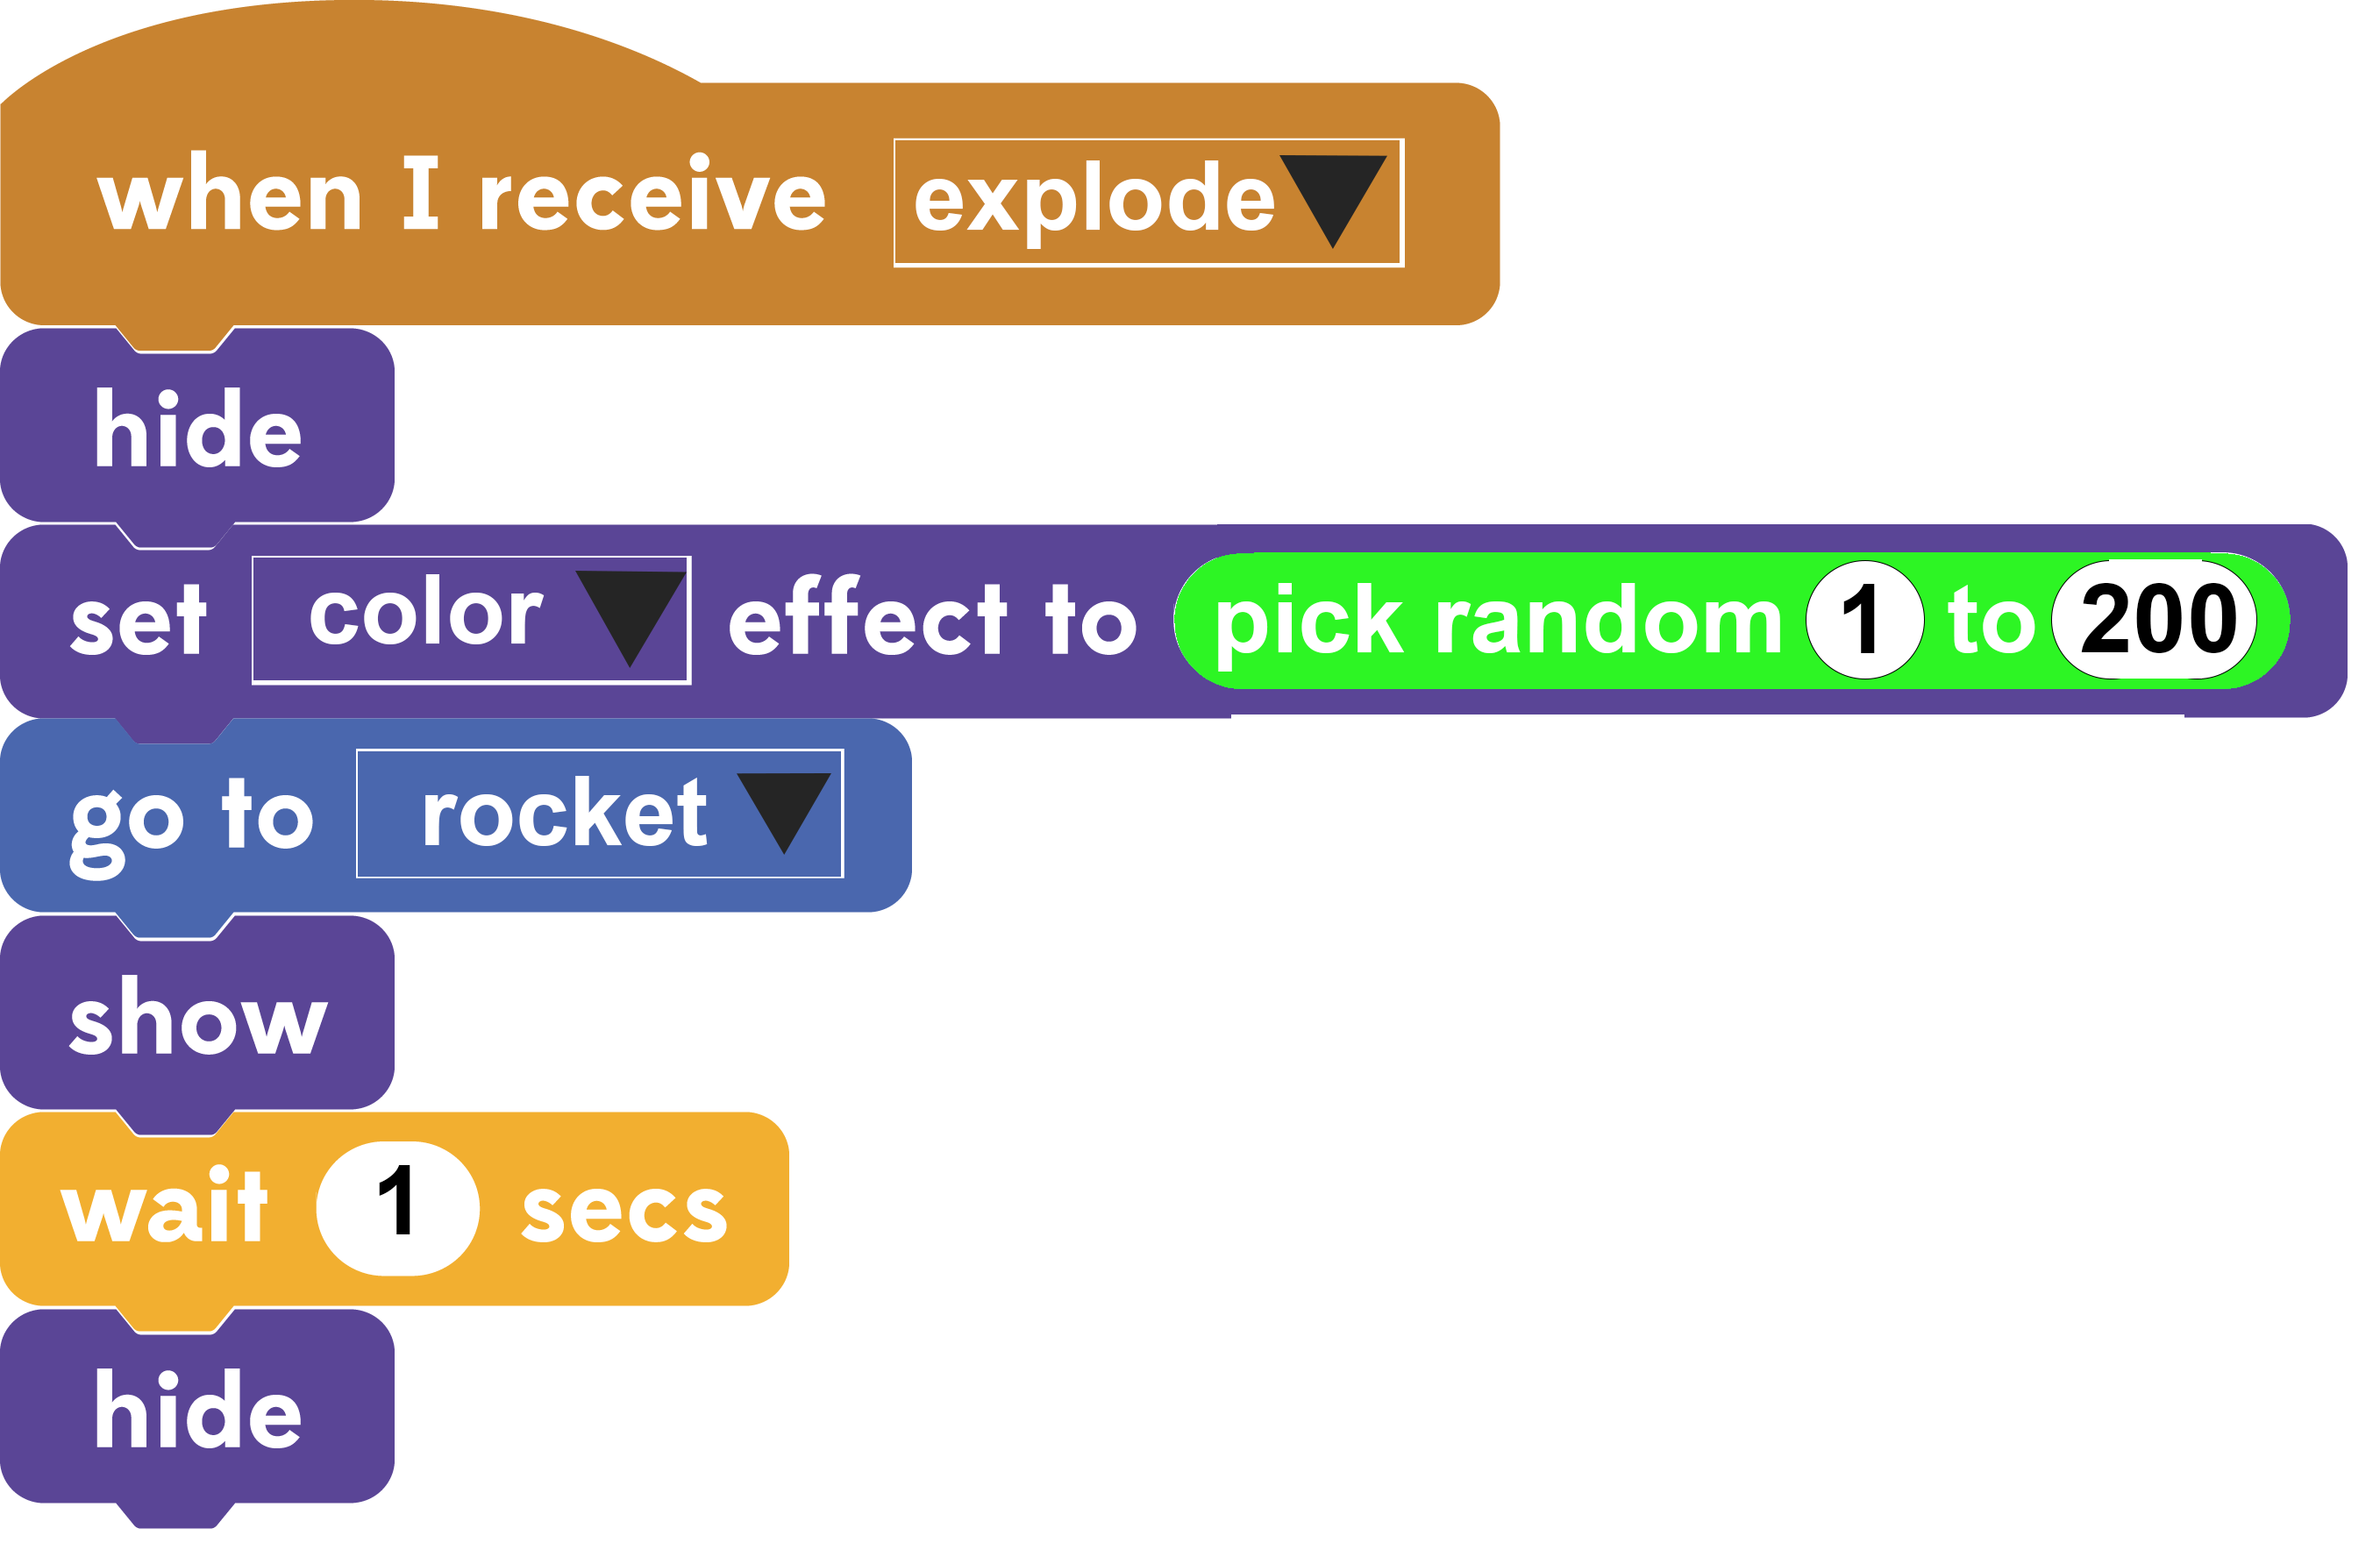 when I receive explode
hide
set color effect to pick random 1 to 200
go to rocket
show
wait 1 secs
hide